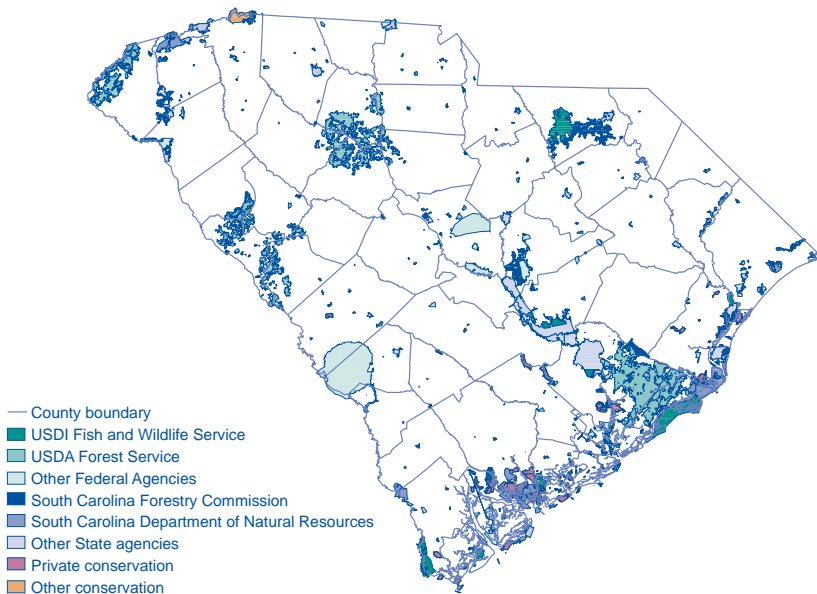 County boundary
USDI Fish and Wildlife Service
USDA Forest Service
Other Federal Agencies
South Carolina Forestry Commission
South Carolina Department of Natural Resources
Other State agencies
Private conservation
Other conservation